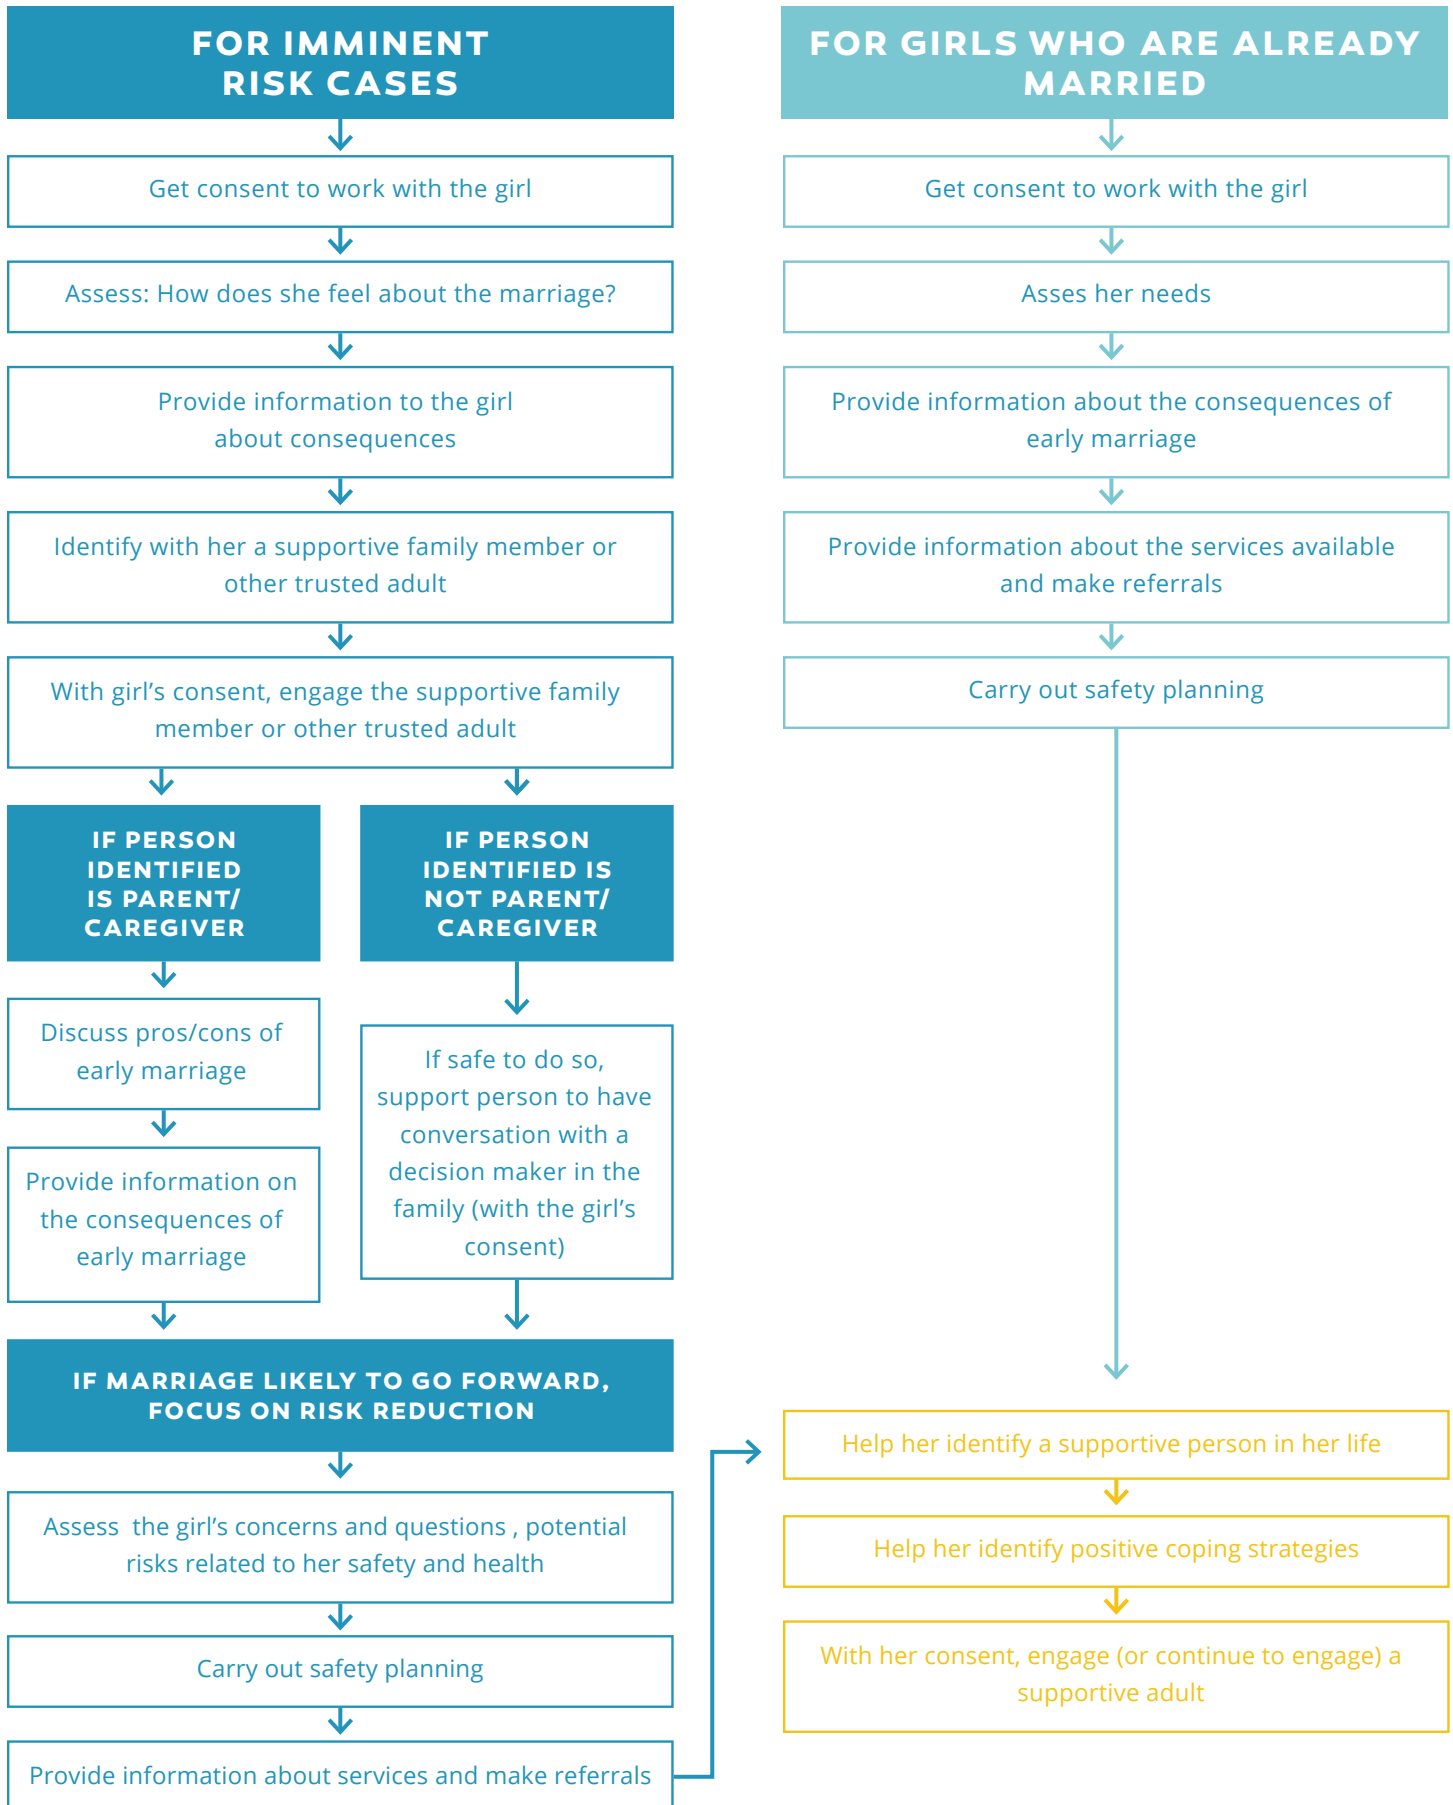 FOR IMMINENT
RISK CASES
Get consent to work with the girl
Assess: How does she feel about the marriage?
Provide information to the girl
about consequences
Identify with her a supportive family member or
other trusted adult
With girl’s consent, engage the supportive family
member or other trusted adult
IF PERSON
IDENTIFIED
IS PARENT/
CAREGIVER
Discuss pros/cons of
early marriage
Provide information on
the consequences of
early marriage
IF PERSON
IDENTIFIED IS
NOT PARENT/
CAREGIVER
If safe to do so,
support person to have
conversation with a
decision maker in the
family (with the girl’s
consent)
IF MARRIAGE LIKELY TO GO FORWARD,
FOCUS ON RISK REDUCTION
Assess the girl’s concerns and questions , potential
risks related to her safety and health
Carry out safety planning
Provide information about services and make referrals
FOR GIRLS WHO ARE ALREADY
MARRIED
Get consent to work with the girl
Asses her needs
Provide information about the consequences of
early marriage
Provide information about the services available
and make referrals
Carry out safety planning
Help her identify a supportive person in her life
Help her identify positive coping strategies
With her consent, engage (or continue to engage) a
supportive adult